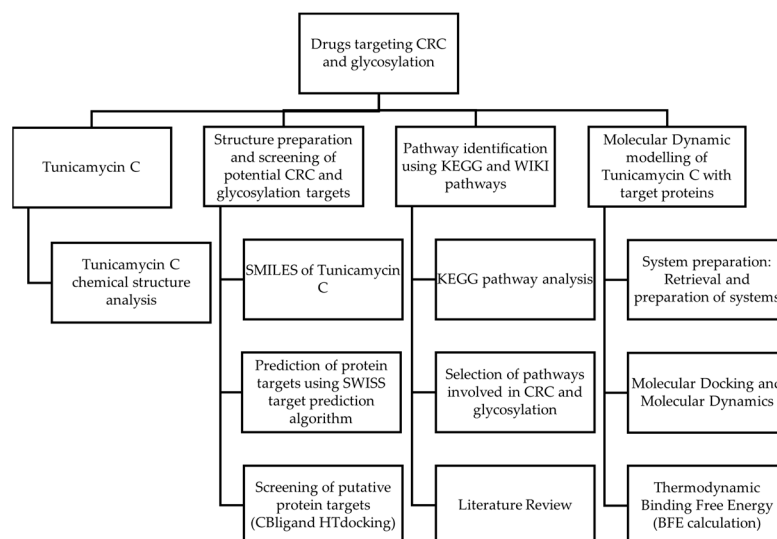 Drugs targeting CRC
and glycosylation
Tunicamycin C
Tunicamycin C
chemical structure
analysis
Structure preparation
and screening of
potential CRC and
glycosylation targets
SMILES of Tunicamycin
C
Prediction of protein
targets using SWISS
target prediction
algorithm
Screening of putative
protein targets
(CBligand HTdocking)
Pathway identification
using KEGG and WIKI
pathways
KEGG pathway analysis
Selection of pathways
involved in CRC and
glycosylation
Literature Review
Molecular Dynamic
modelling of
Tunicamycin C with
target proteins
System preparation:
Retrieval and
preparation of systems
Molecular Docking and
Molecular Dynamics
Thermodynamic
Binding Free Energy
(BFE calculation)